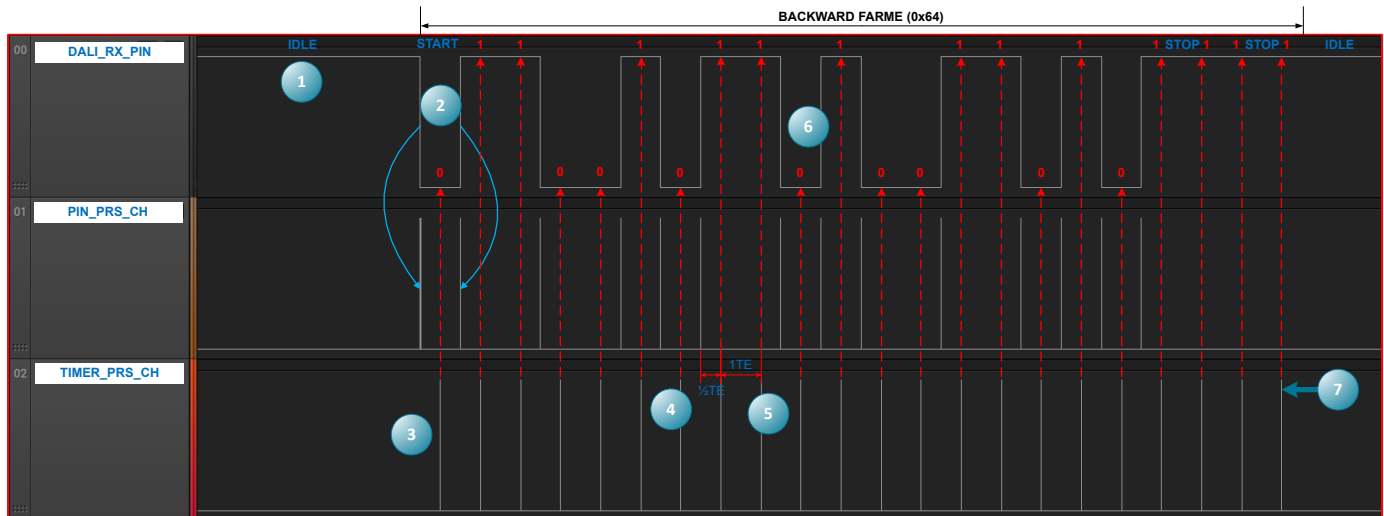 BACKWARD FARME (0x64)
00 DALI_RX_PIN IDLE START 1 1 1 1 1 1 1 1 1 1 STOP 1 1 STOP 1 IDLE
1 2 6
0 0 0 0 0 0 0 0 0
01 PIN_PRS_CH
02 TIMER_PRS_CH 1TE
½TE
3 4 5 7